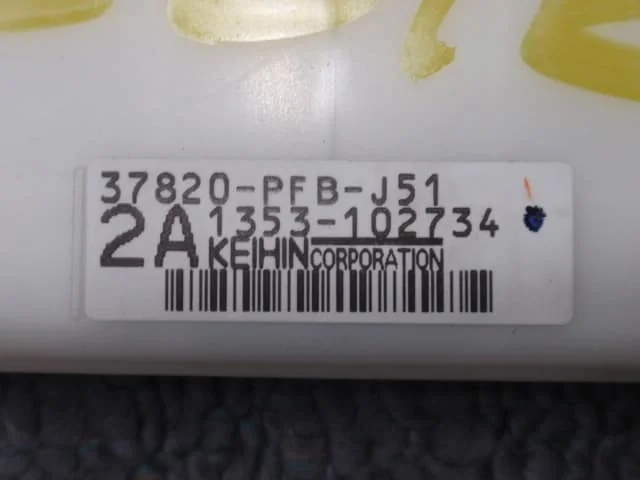 37820-PFB-J51
2A 1353-102734
KEIHIN CORPORATION